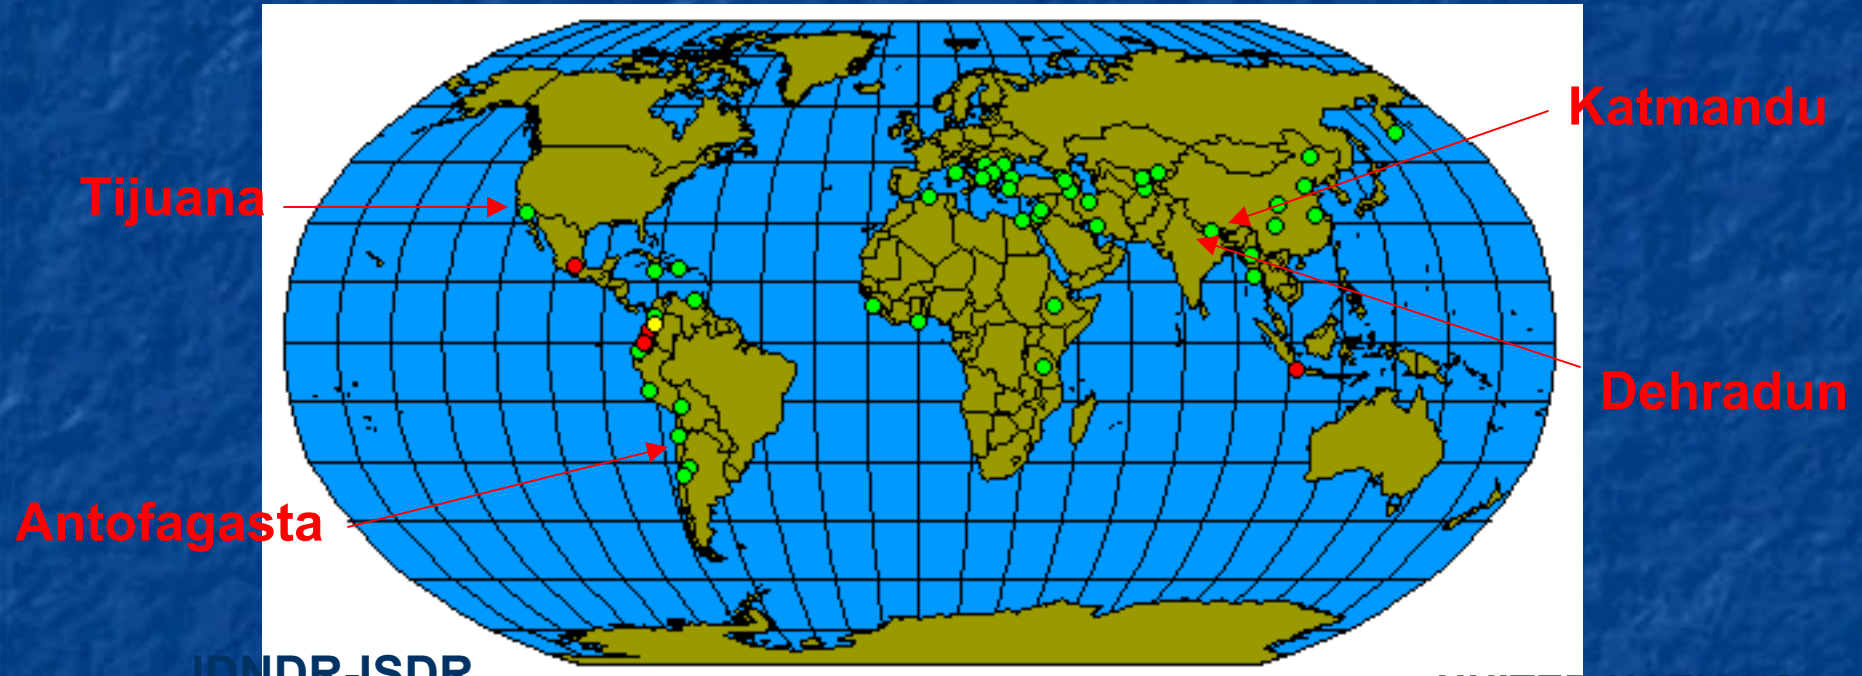 Katmandu
Tijuana
Dehradun
Antofagasta
IDNDR-ISDR